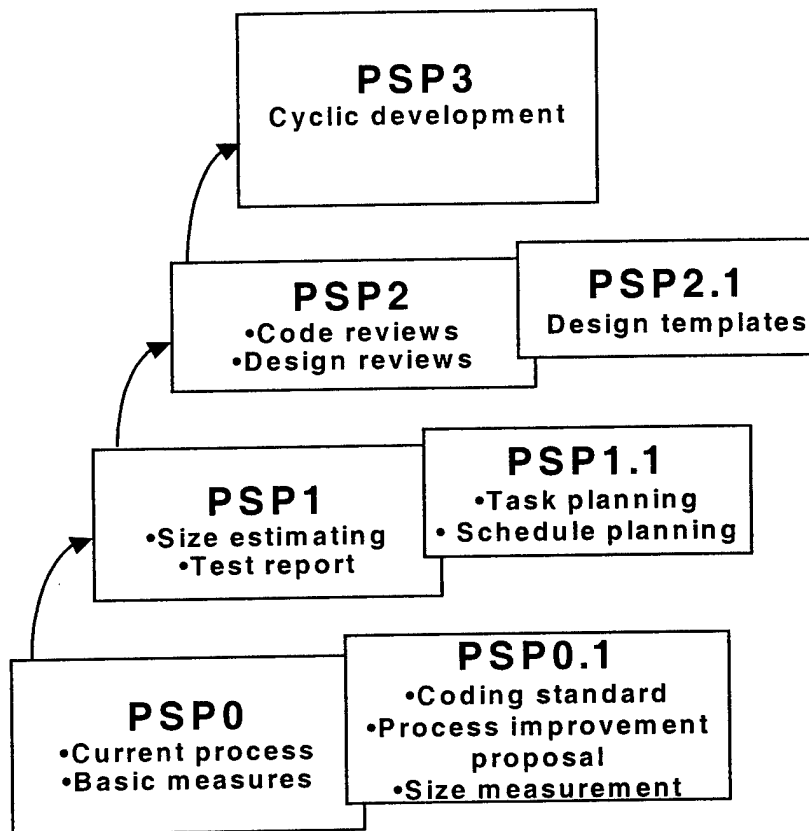 PSP3
Cyclic development
PSP2
•Code reviews
•Design reviews
PSP2.1
Design templates
PSP1
•Size estimating
•Test report
PSP1.1
•Task planning
• Schedule planning
PSP0
•Current process
•Basic measures
PSP0.1
•Coding standard
•Process improvement
proposal
•Size measurement